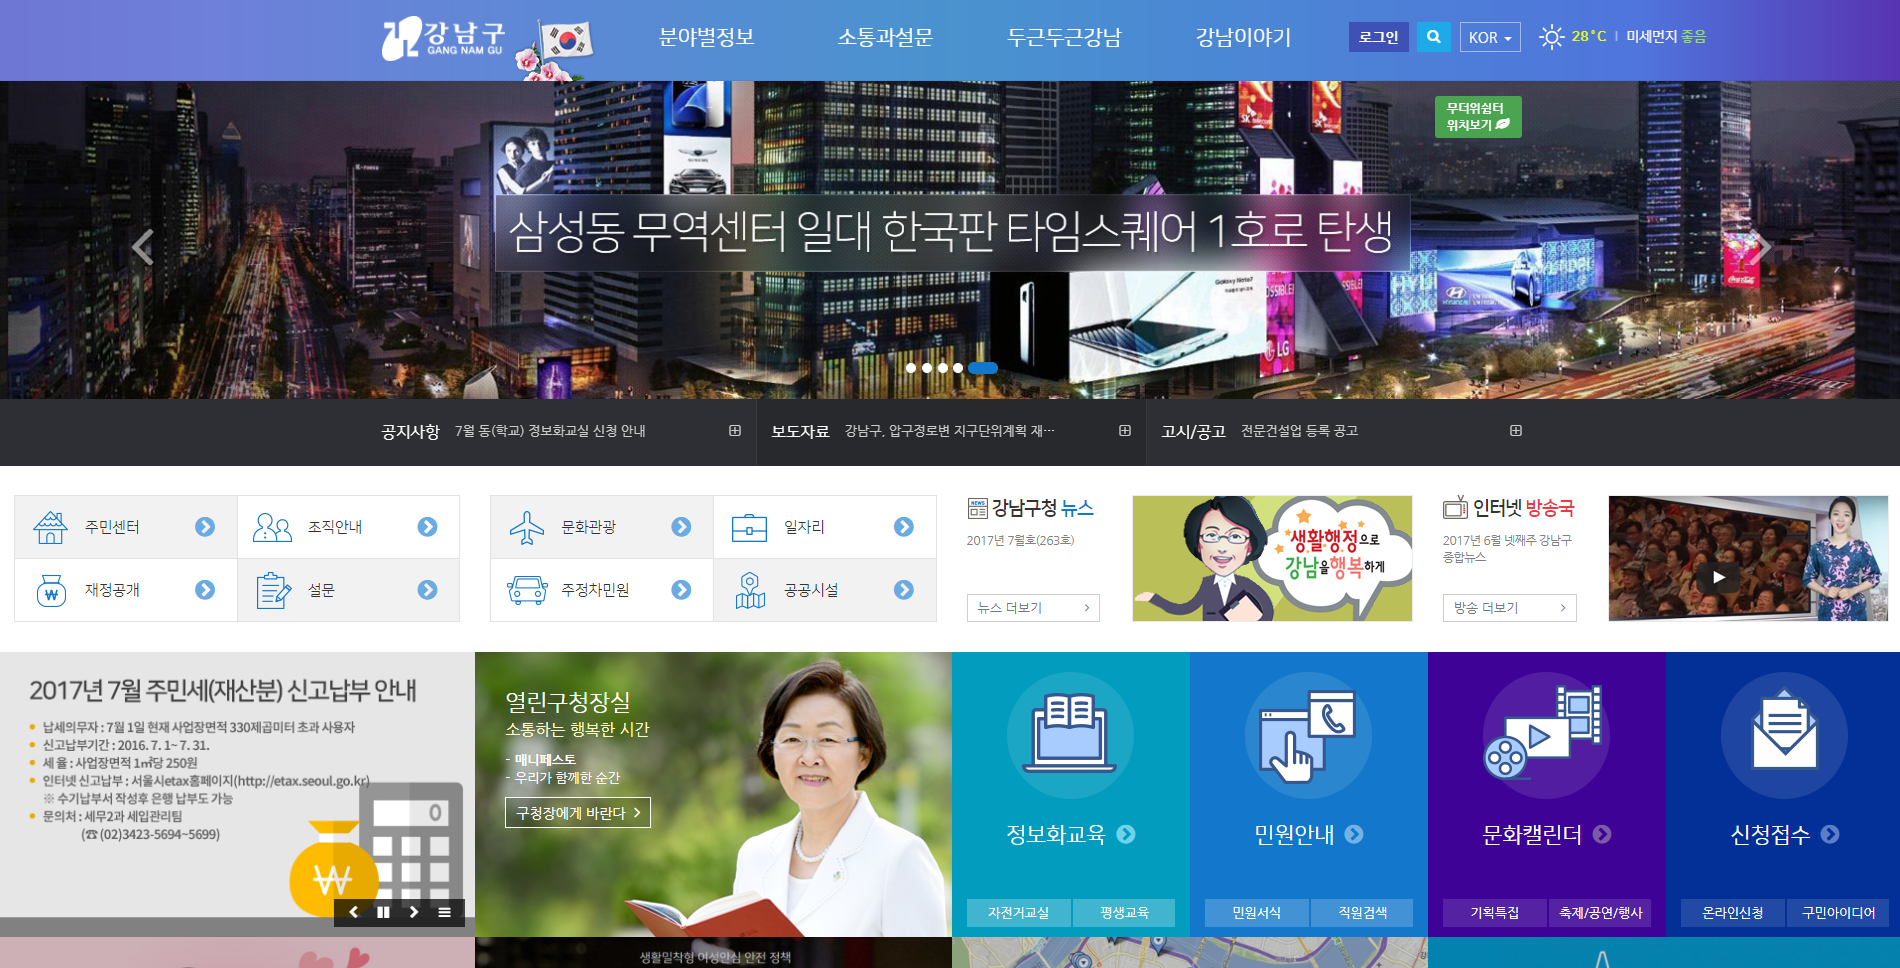 강남구
GANG NAM GU
분야별정보
소통과설문
두근두근강남
강남이야기
로그인
KOR
28°C | 미세먼지 좋음
무더위쉼터
위치보기
삼성동 무역센터 일대 한국판 타임스퀘어 1호로 탄생
Galaxy Note7
HYUNDAI
LG
공지사항 7월 동(학교) 정보화교실 신청 안내
보도자료 강남구, 압구정로변 지구단위계획 재…
고시/공고 전문건설업 등록 공고
주민센터
조직안내
재정공개
설문
문화관광
일자리
주정차민원
공공시설
NEWS
강남구청 뉴스
2017년 7월호(263호)
뉴스 더보기
생활행정으로
강남을행복하게
인터넷 방송국
2017년 6월 넷째주 강남구
종합뉴스
방송 더보기
2017년 7월 주민세(재산분) 신고납부 안내
납세의무자 : 7월 1일 현재 사업장면적 330제곱미터 초과 사용자
신고납부기간 : 2016. 7. 1~ 7. 31.
세 율 : 사업장면적 1㎡당 250원
인터넷 신고납부 : 서울시etax홈페이지(http://etax.seoul.go.kr)
※ 수기납부서 작성후 은행 납부도 가능
문의처 : 세무2과 세입관리팀
(☎ (02)3423-5694~5699)
0
₩
열린구청장실
소통하는 행복한 시간
- 매니페스토
- 우리가 함께한 순간
구청장에게 바란다
정보화교육
자전거교실
평생교육
민원안내
민원서식
직원검색
문화캘린더
기획특집
축제/공연/행사
신청접수
온라인신청
구민아이디어
생활밀착형 여성안심 안전 정책